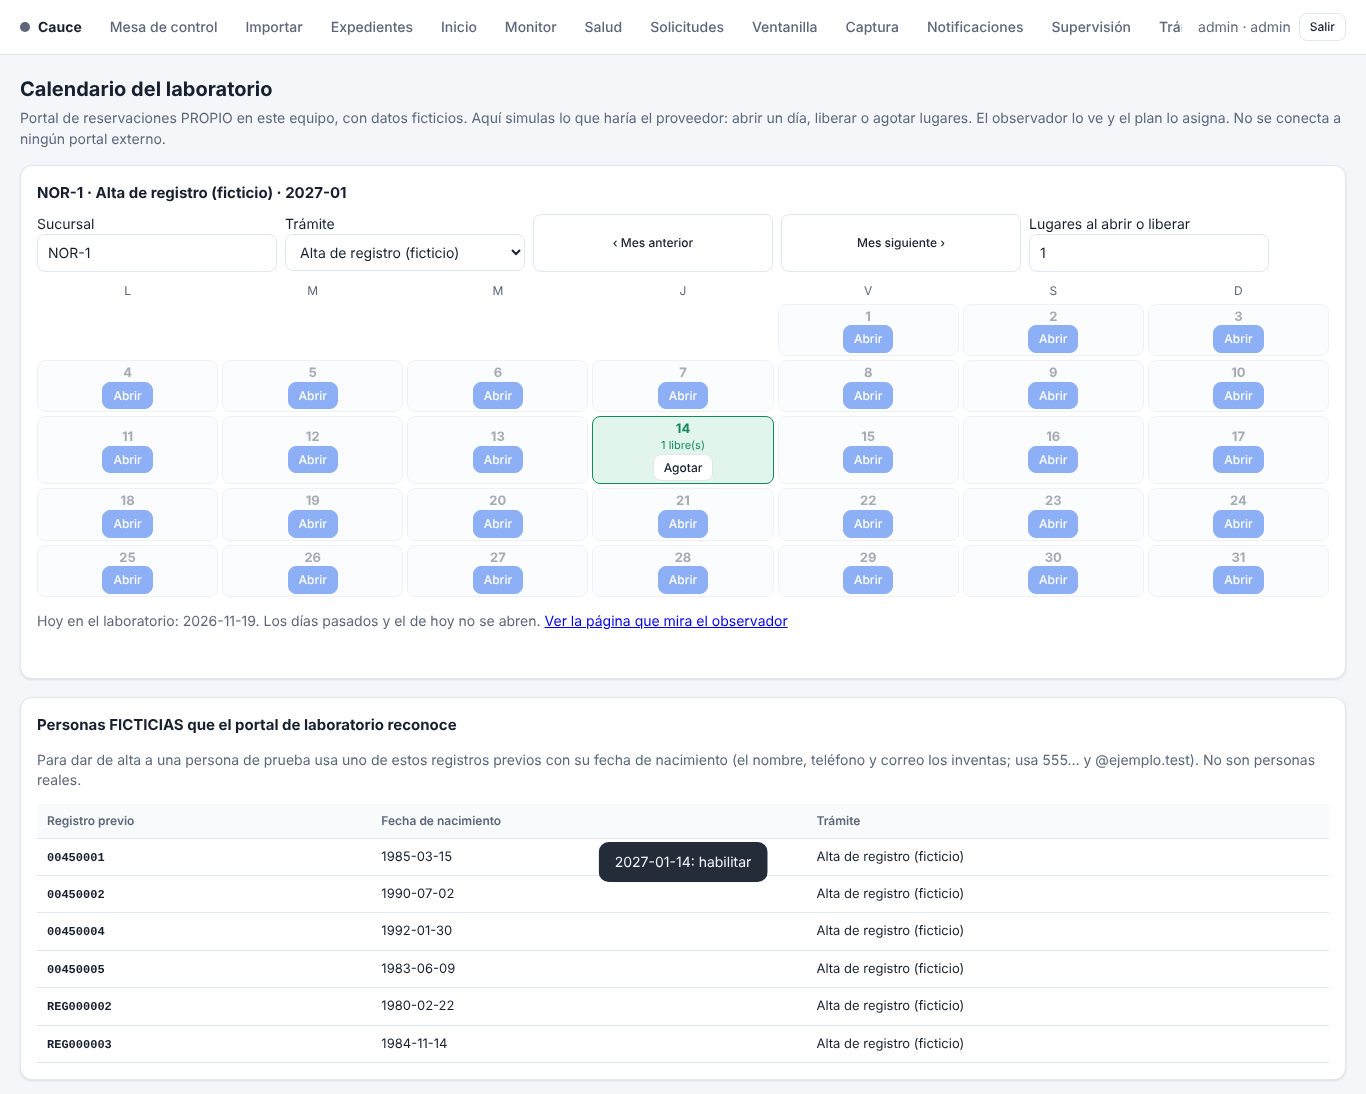 Cauce Mesa de control Importar Expedientes Inicio Monitor Salud Solicitudes Ventanilla Captura Notificaciones Supervisión Trá admin · admin Salir
Calendario del laboratorio
Portal de reservaciones PROPIO en este equipo, con datos ficticios. Aquí simulas lo que haría el proveedor: abrir un día, liberar o agotar lugares. El observador lo ve y el plan lo asigna. No se conecta a
ningún portal externo.
NOR-1 · Alta de registro (ficticio) · 2027-01
Sucursal Trámite Lugares al abrir o liberar
NOR-1 Alta de registro (ficticio) ‹ Mes anterior Mes siguiente › 1
L M M J V S D
1 2 3
Abrir Abrir Abrir
4 5 6 7 8 9 10
Abrir Abrir Abrir Abrir Abrir Abrir Abrir
11 12 13 14 15 16 17
1 libre(s)
Abrir Abrir Abrir Agotar Abrir Abrir Abrir
18 19 20 21 22 23 24
Abrir Abrir Abrir Abrir Abrir Abrir Abrir
25 26 27 28 29 30 31
Abrir Abrir Abrir Abrir Abrir Abrir Abrir
Hoy en el laboratorio: 2026-11-19. Los días pasados y el de hoy no se abren. Ver la página que mira el observador
Personas FICTICIAS que el portal de laboratorio reconoce
Para dar de alta a una persona de prueba usa uno de estos registros previos con su fecha de nacimiento (el nombre, teléfono y correo los inventas; usa 555... y @ejemplo.test). No son personas
reales.
Registro previo Fecha de nacimiento Trámite
00450001 1985-03-15 Alta de registro (ficticio)
2027-01-14: habilitar
00450002 1990-07-02 Alta de registro (ficticio)
00450004 1992-01-30 Alta de registro (ficticio)
00450005 1983-06-09 Alta de registro (ficticio)
REG000002 1980-02-22 Alta de registro (ficticio)
REG000003 1984-11-14 Alta de registro (ficticio)